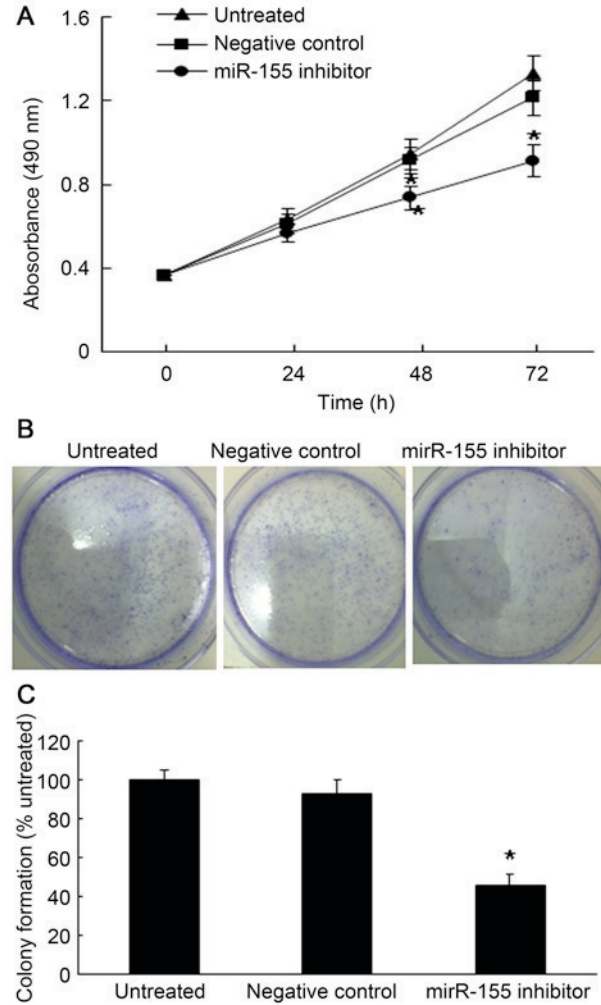 A
Untreated
Negative control
miR-155 inhibitor
Abosorbance (490 nm)
1.6
1.2
0.8
0.4
0
*
*
*
0 24 48 72
Time (h)
B
Untreated Negative control mirR-155 inhibitor
C
Colony formation (% untreated)
120
100
80
60
40
20
0
*
Untreated Negative control mirR-155 inhibitor